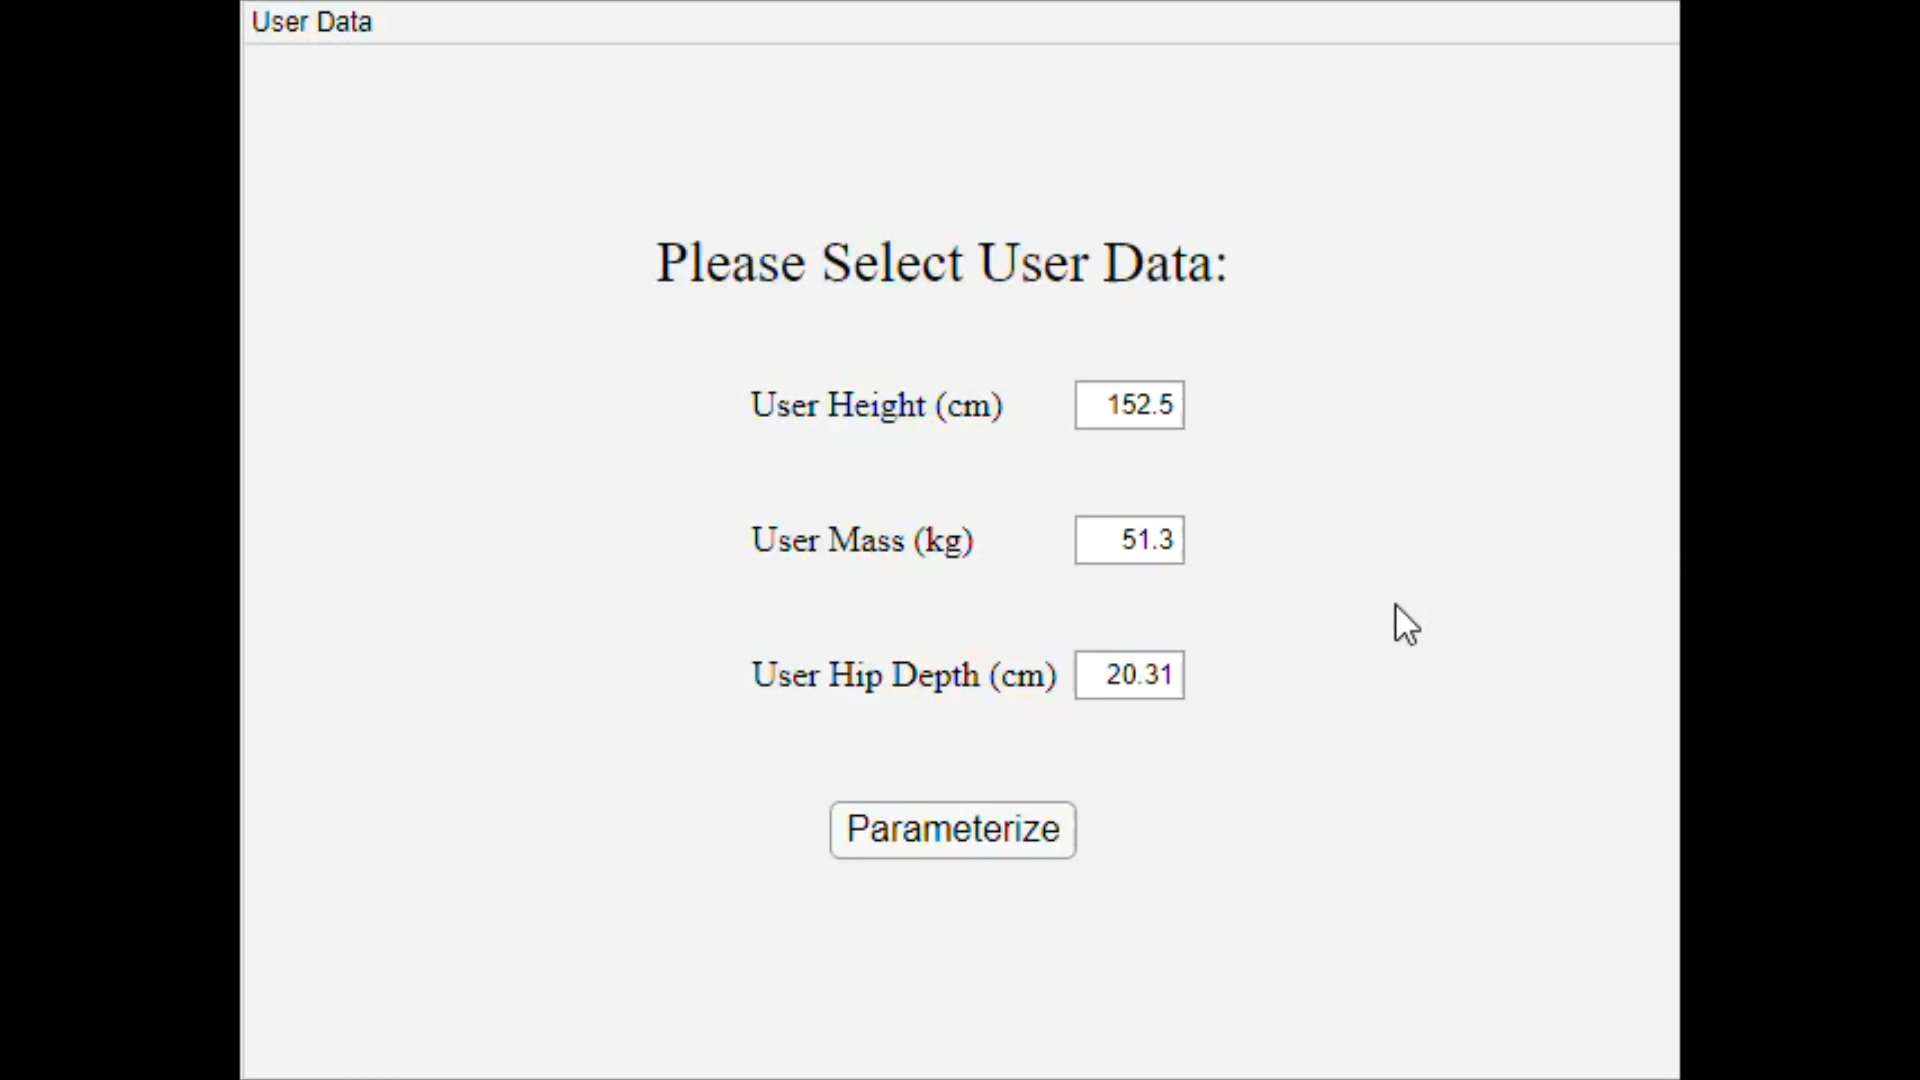 User Data
Please Select User Data:
User Height (cm) 152.5
User Mass (kg) 51.3
User Hip Depth (cm) 20.31
Parameterize